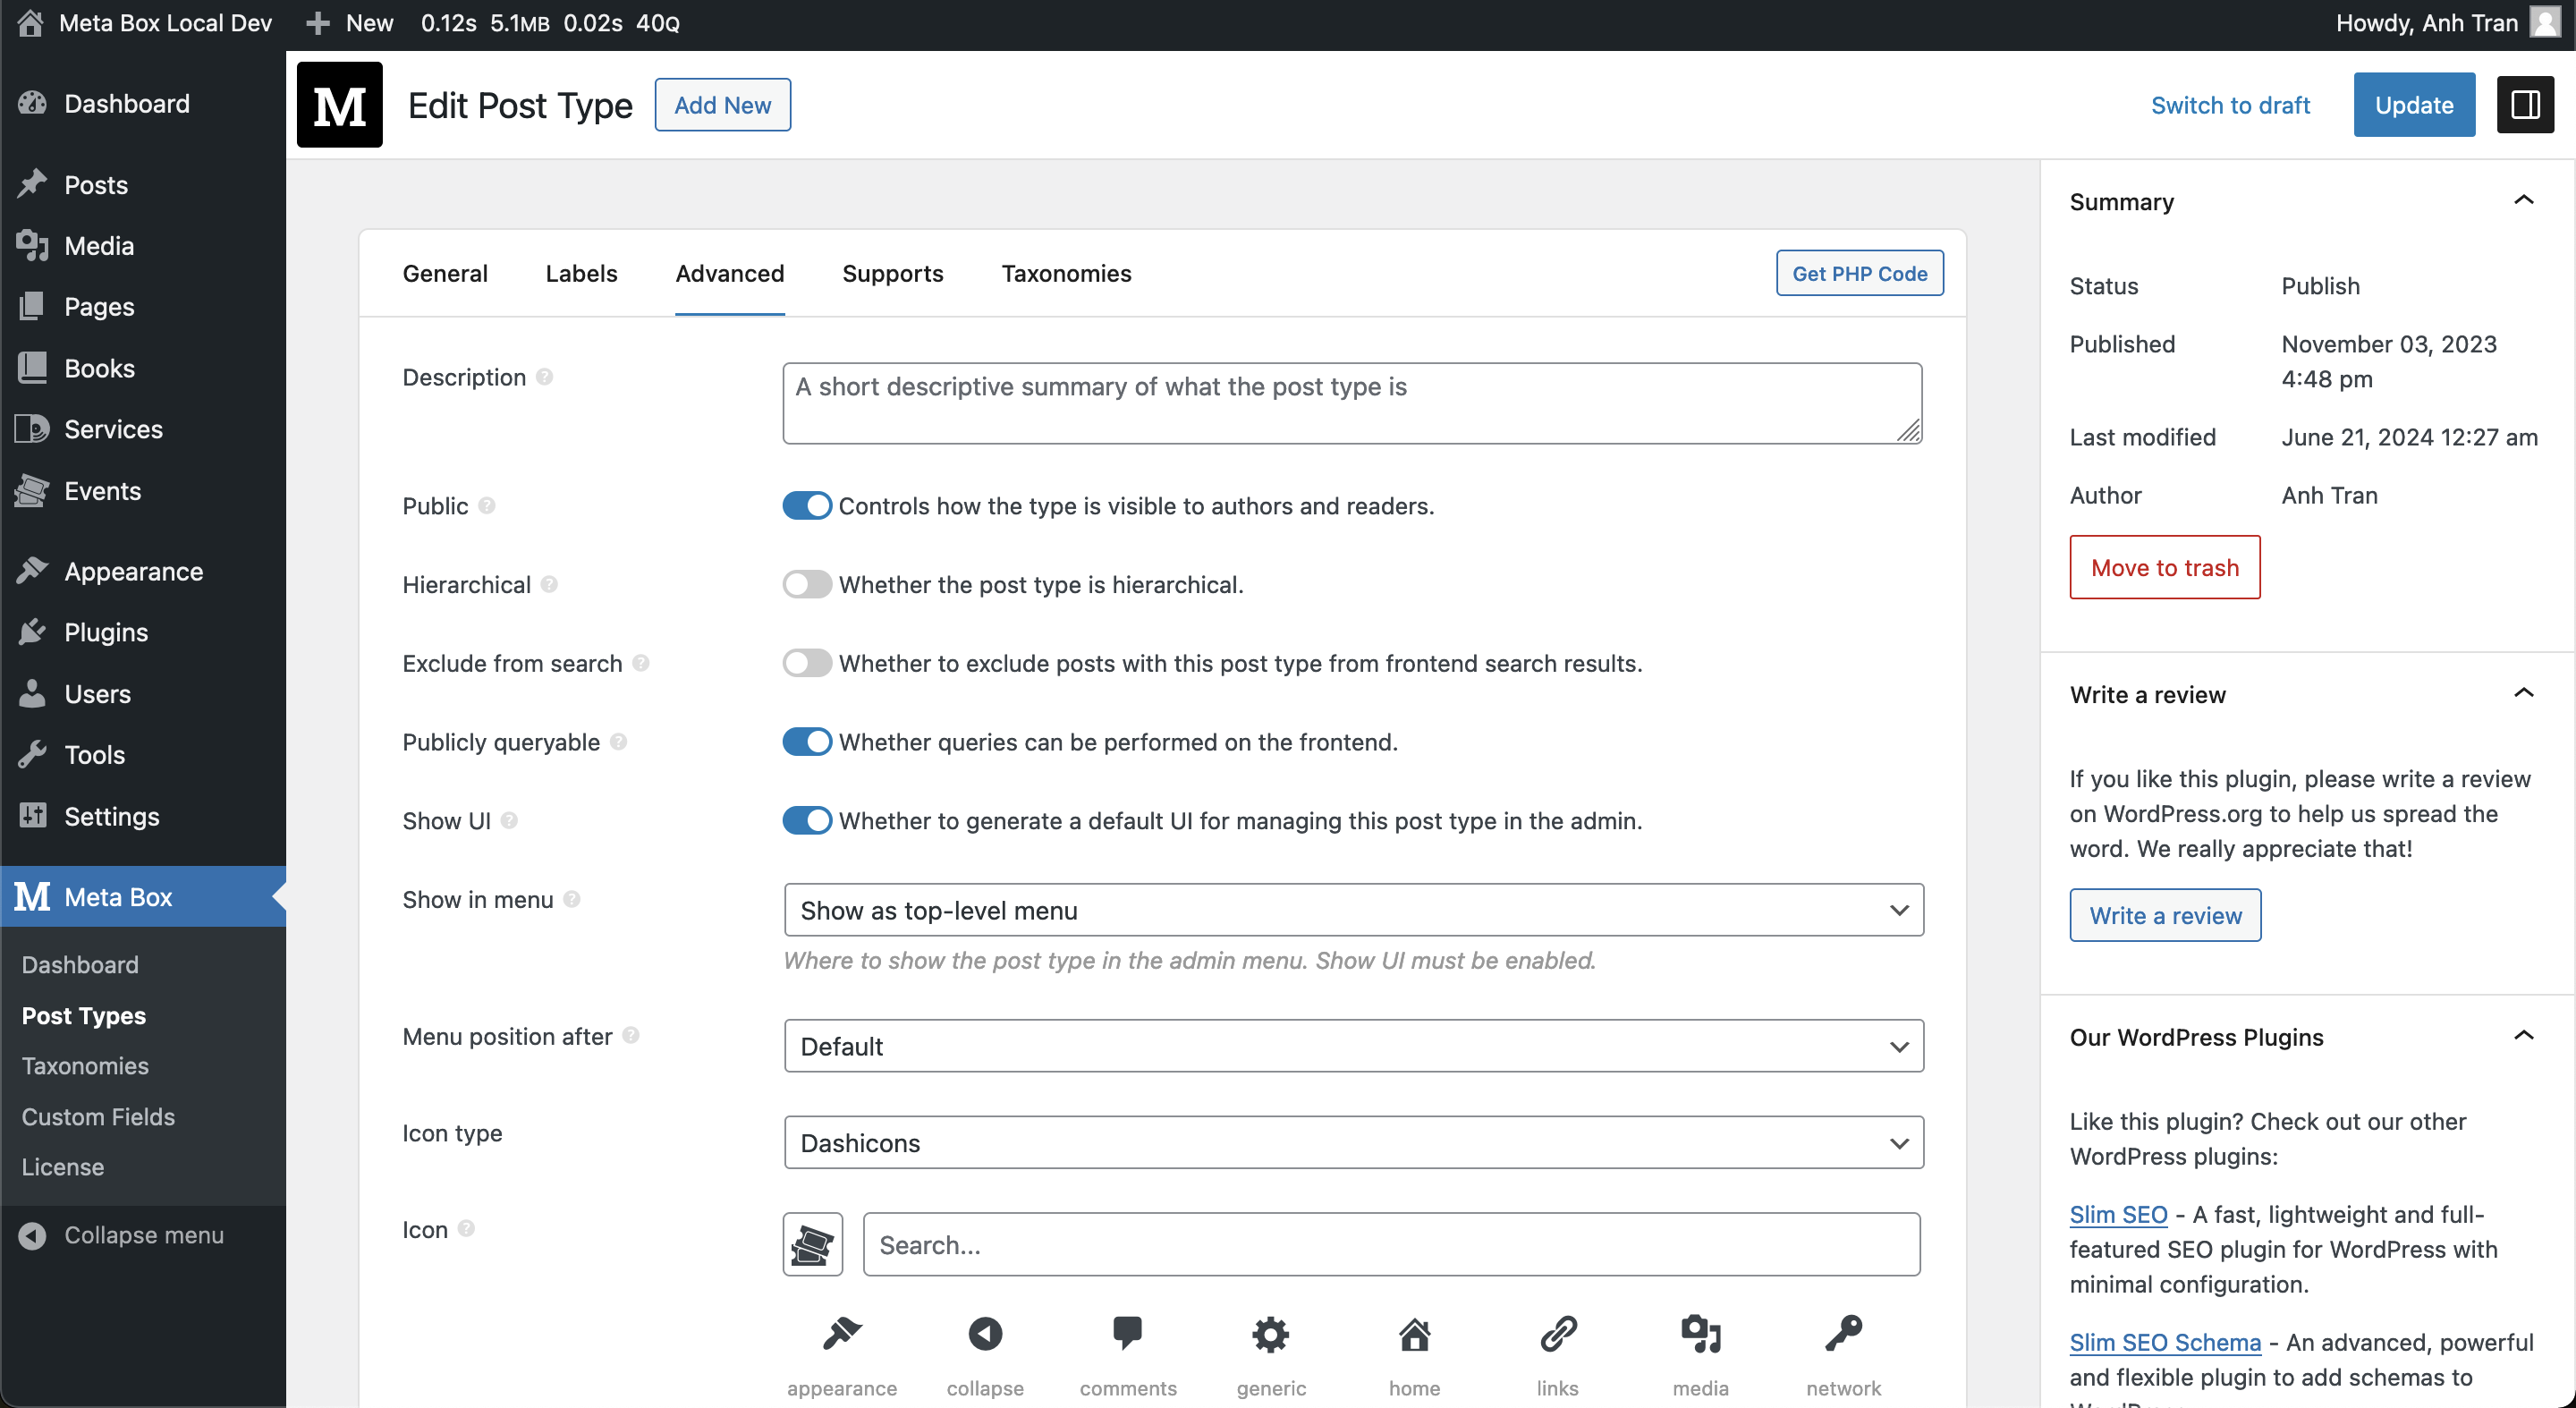 Meta Box Local Dev
New
0.12s 5.1MB 0.02s 40Q
Howdy, Anh Tran
Dashboard
Posts
Media
Pages
Books
Services
Events
Appearance
Plugins
Users
Tools
Settings
M Meta Box
Dashboard
Post Types
Taxonomies
Custom Fields
License
Collapse menu
M
Edit Post Type
Add New
Switch to draft
Update
General
Labels
Advanced
Supports
Taxonomies
Get PHP Code
Description ?
A short descriptive summary of what the post type is
Public ?
Controls how the type is visible to authors and readers.
Hierarchical ?
Whether the post type is hierarchical.
Exclude from search ?
Whether to exclude posts with this post type from frontend search results.
Publicly queryable ?
Whether queries can be performed on the frontend.
Show UI ?
Whether to generate a default UI for managing this post type in the admin.
Show in menu ?
Show as top-level menu
Where to show the post type in the admin menu. Show UI must be enabled.
Menu position after ?
Default
Icon type
Dashicons
Icon ?
Search...
appearance
collapse
comments
generic
home
links
media
network
Summary
Status
Publish
Published
November 03, 2023
4:48 pm
Last modified
June 21, 2024 12:27 am
Author
Anh Tran
Move to trash
Write a review
If you like this plugin, please write a review
on WordPress.org to help us spread the
word. We really appreciate that!
Write a review
Our WordPress Plugins
Like this plugin? Check out our other
WordPress plugins:
Slim SEO - A fast, lightweight and full-
featured SEO plugin for WordPress with
minimal configuration.
Slim SEO Schema - An advanced, powerful
and flexible plugin to add schemas to